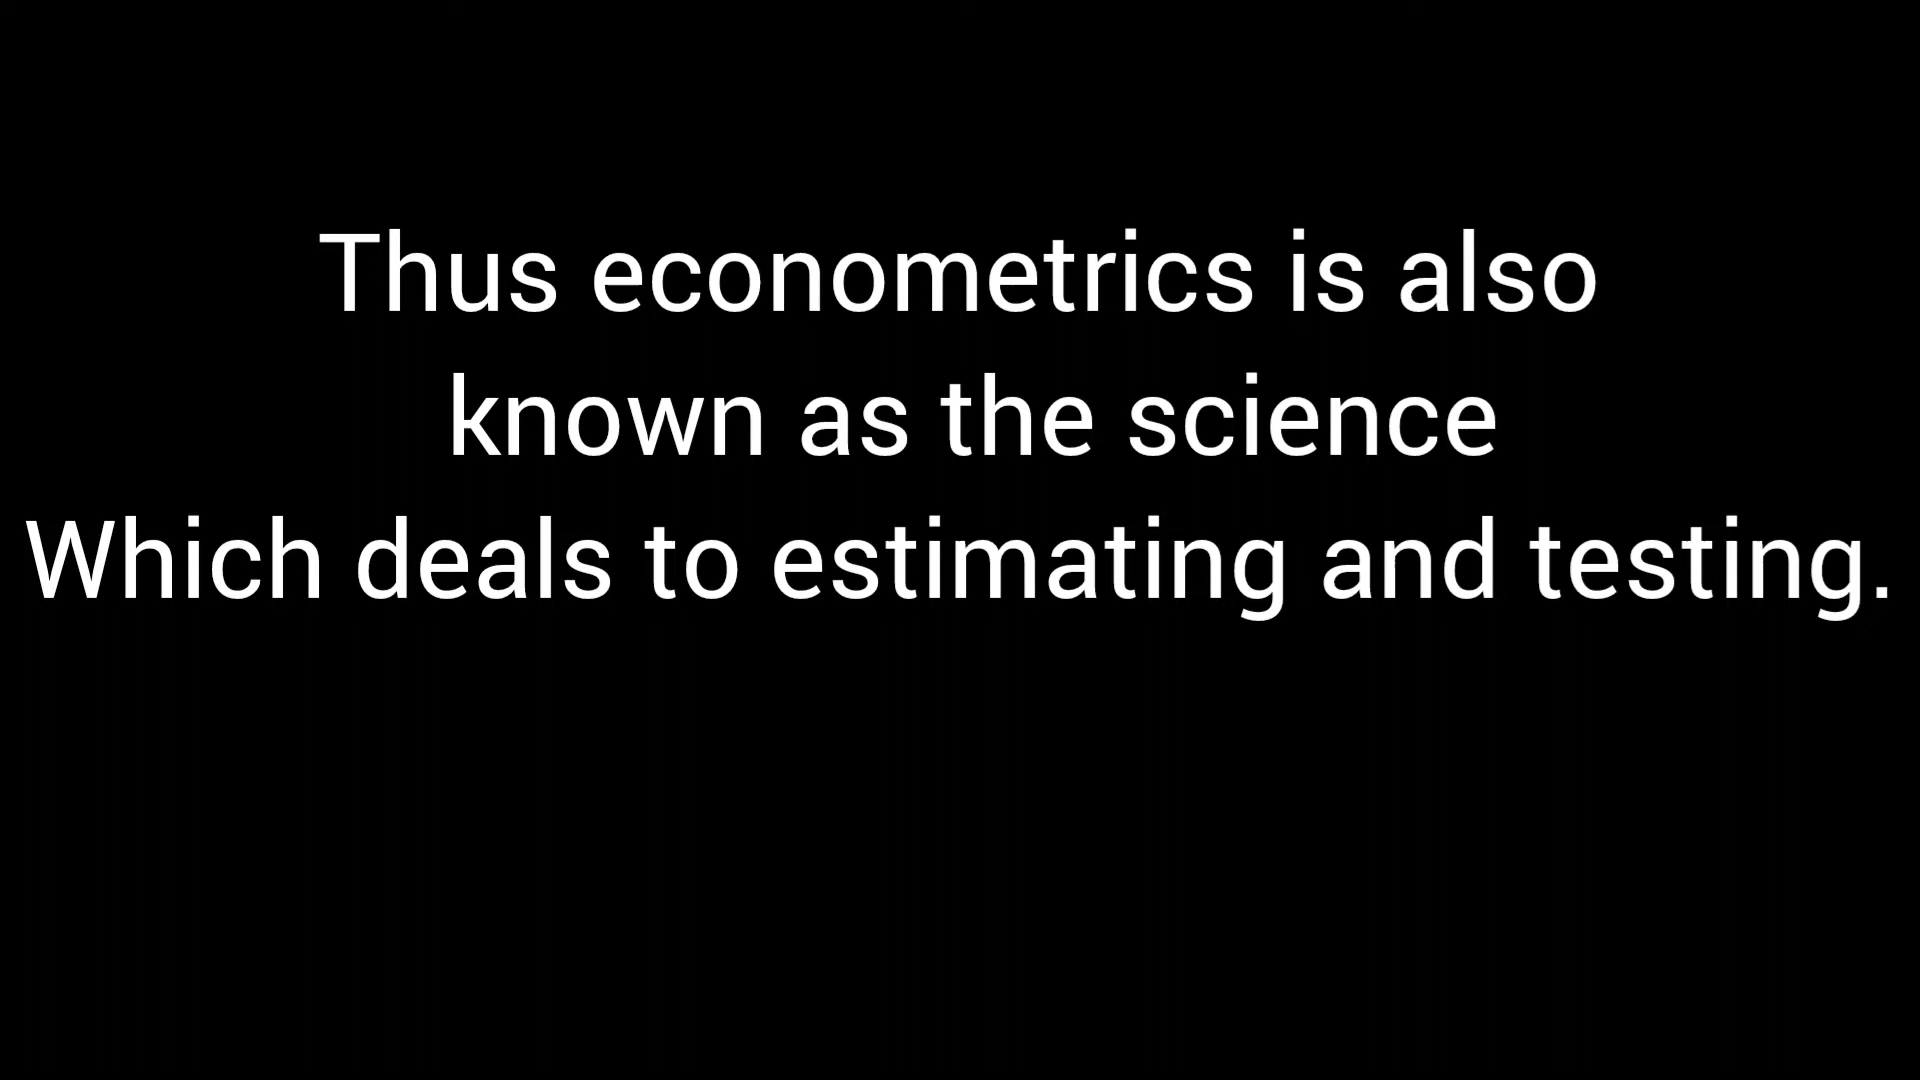 Thus econometrics is also
known as the science
Which deals to estimating and testing.